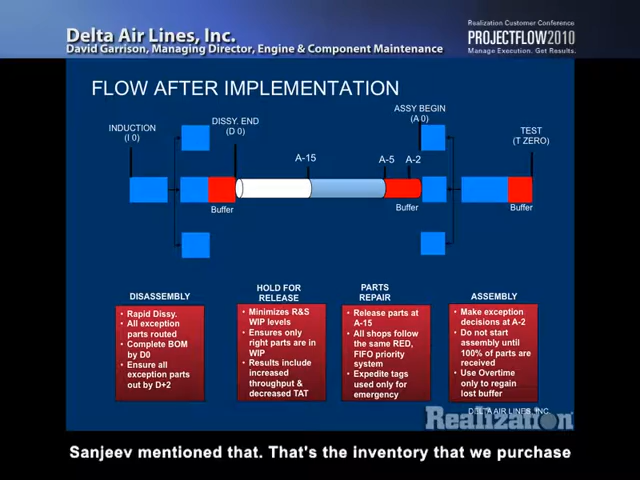 Delta Air Lines, Inc.
David Garrison, Managing Director, Engine & Component Maintenance
Realization Customer Conference
PROJECTFLOW2010
Manage Execution. Get Results.
FLOW AFTER IMPLEMENTATION
INDUCTION
(I 0)
DISSY. END
(D 0)
A-15
ASSY BEGIN
(A 0)
A-5
A-2
TEST
(T ZERO)
Buffer
Buffer
Buffer
DISASSEMBLY
• Rapid Dissy.
• All exception
parts routed
• Complete BOM
by D0
• Ensure all
exception parts
out by D+2
HOLD FOR
RELEASE
• Minimizes R&S
WIP levels
• Ensures only
right parts are in
WIP
• Results include
increased
throughput &
decreased TAT
PARTS
REPAIR
• Release parts at
A-15
• All shops follow
the same RED,
FIFO priority
system
• Expedite tags
used only for
emergency
ASSEMBLY
• Make exception
decisions at A-2
• Do not start
assembly until
100% of parts are
received
• Use Overtime
only to regain
lost buffer
DELTA AIR LINES, INC.
Realization
Sanjeev mentioned that. That's the inventory that we purchase